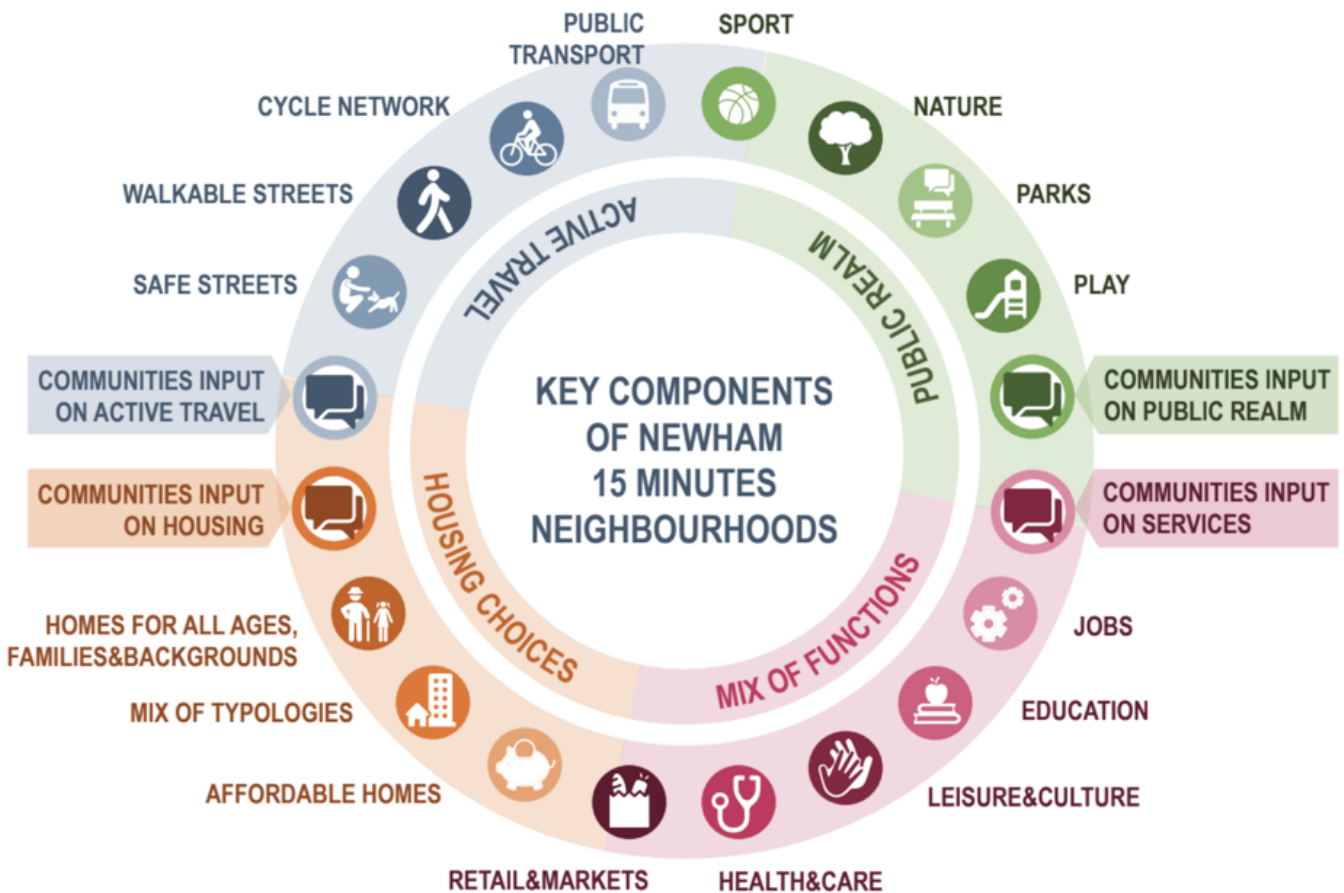 PUBLIC
TRANSPORT
SPORT
CYCLE NETWORK
NATURE
WALKABLE STREETS
PARKS
SAFE STREETS
PLAY
COMMUNITIES INPUT
ON ACTIVE TRAVEL
COMMUNITIES INPUT
ON PUBLIC REALM
COMMUNITIES INPUT
ON HOUSING
COMMUNITIES INPUT
ON SERVICES
HOMES FOR ALL AGES,
FAMILIES&BACKGROUNDS
JOBS
MIX OF TYPOLOGIES
EDUCATION
AFFORDABLE HOMES
LEISURE&CULTURE
RETAIL&MARKETS
HEALTH&CARE
ACTIVE TRAVEL
PUBLIC REALM
HOUSING CHOICES
MIX OF FUNCTIONS
KEY COMPONENTS
OF NEWHAM
15 MINUTES
NEIGHBOURHOODS